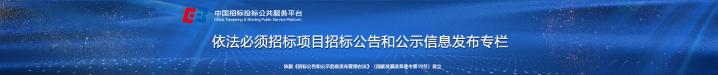 中国招标投标公共服务平台
China Tendering & Bidding Public Service Platform
依法必须招标项目招标公告和公示信息发布专栏
依据《招标公告和公示信息发布管理办法》(国家发展改革委令第10号)设立